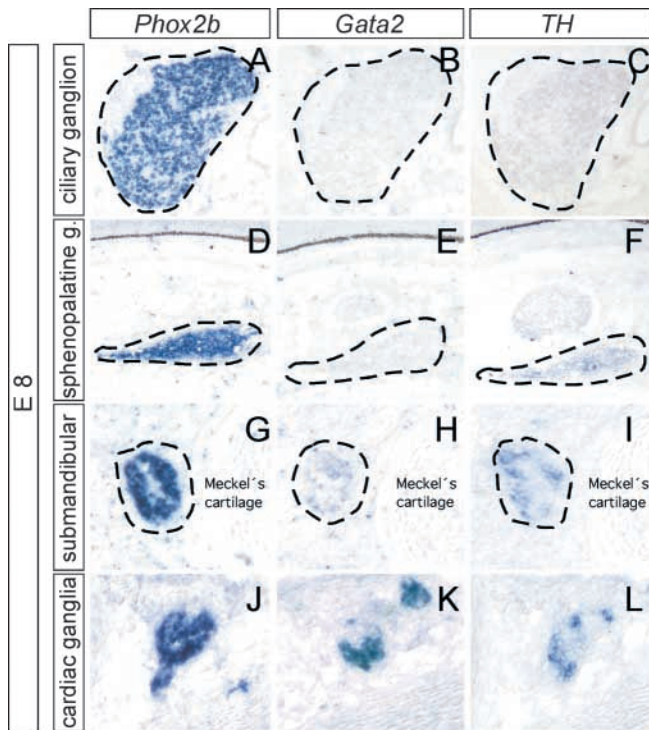 Phox2b Gata2 TH
E 8
ciliary ganglion
A B C
sphenopalatine g.
D E F
submandibular
G H I
Meckel´s Meckel´s Meckel´s
cartilage cartilage cartilage
cardiac ganglia
J K L